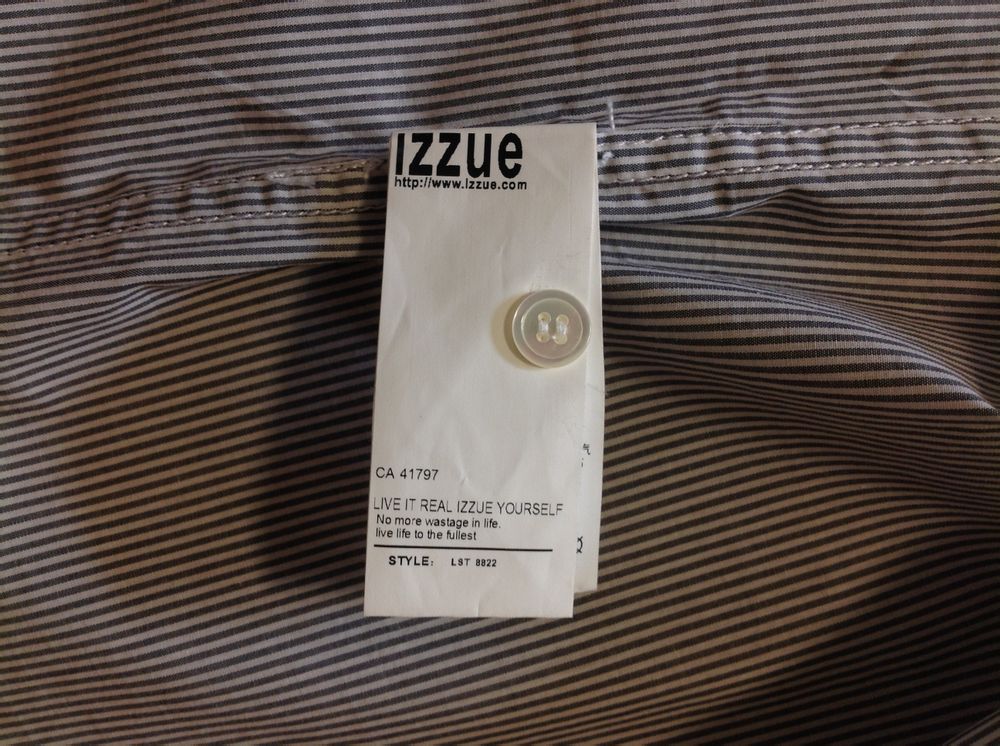 IZZUE
http://www.izzue.com
CA 41797
LIVE IT REAL IZZUE YOURSELF
No more wastage in life.
live life to the fullest
STYLE: LST 8822